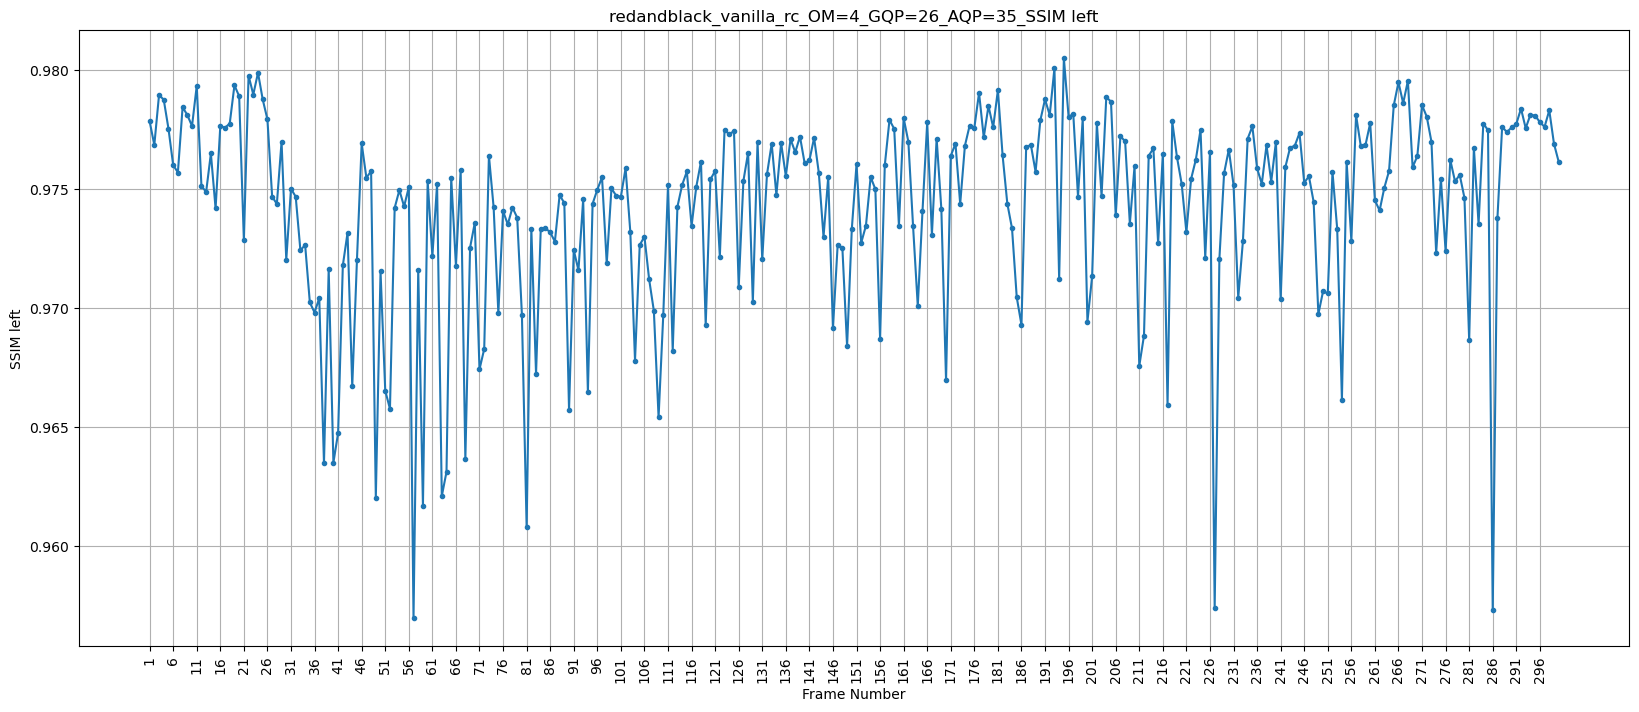 redandblack_vanilla_rc_OM=4_GQP=26_AQP=35_SSIM left
0.980
0.975
0.970
0.965
0.960
SSIM left
1 6 11 16 21 26 31 36 41 46 51 56 61 66 71 76 81 86 91 96 101 106 111 116 121 126 131 136 141 146 151 156 161 166 171 176 181 186 191 196 201 206 211 216 221 226 231 236 241 246 251 256 261 266 271 276 281 286 291 296
Frame Number